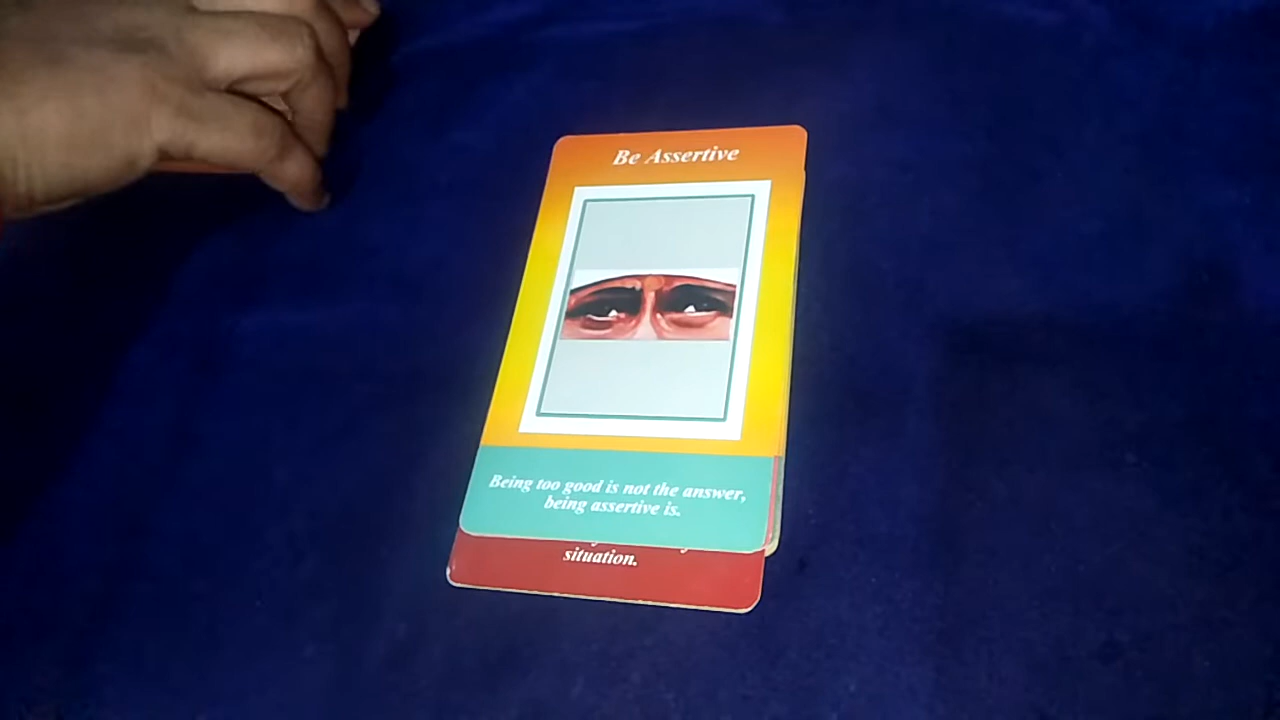 Be Assertive
Being too good is not the answer,
being assertive is.
situation.